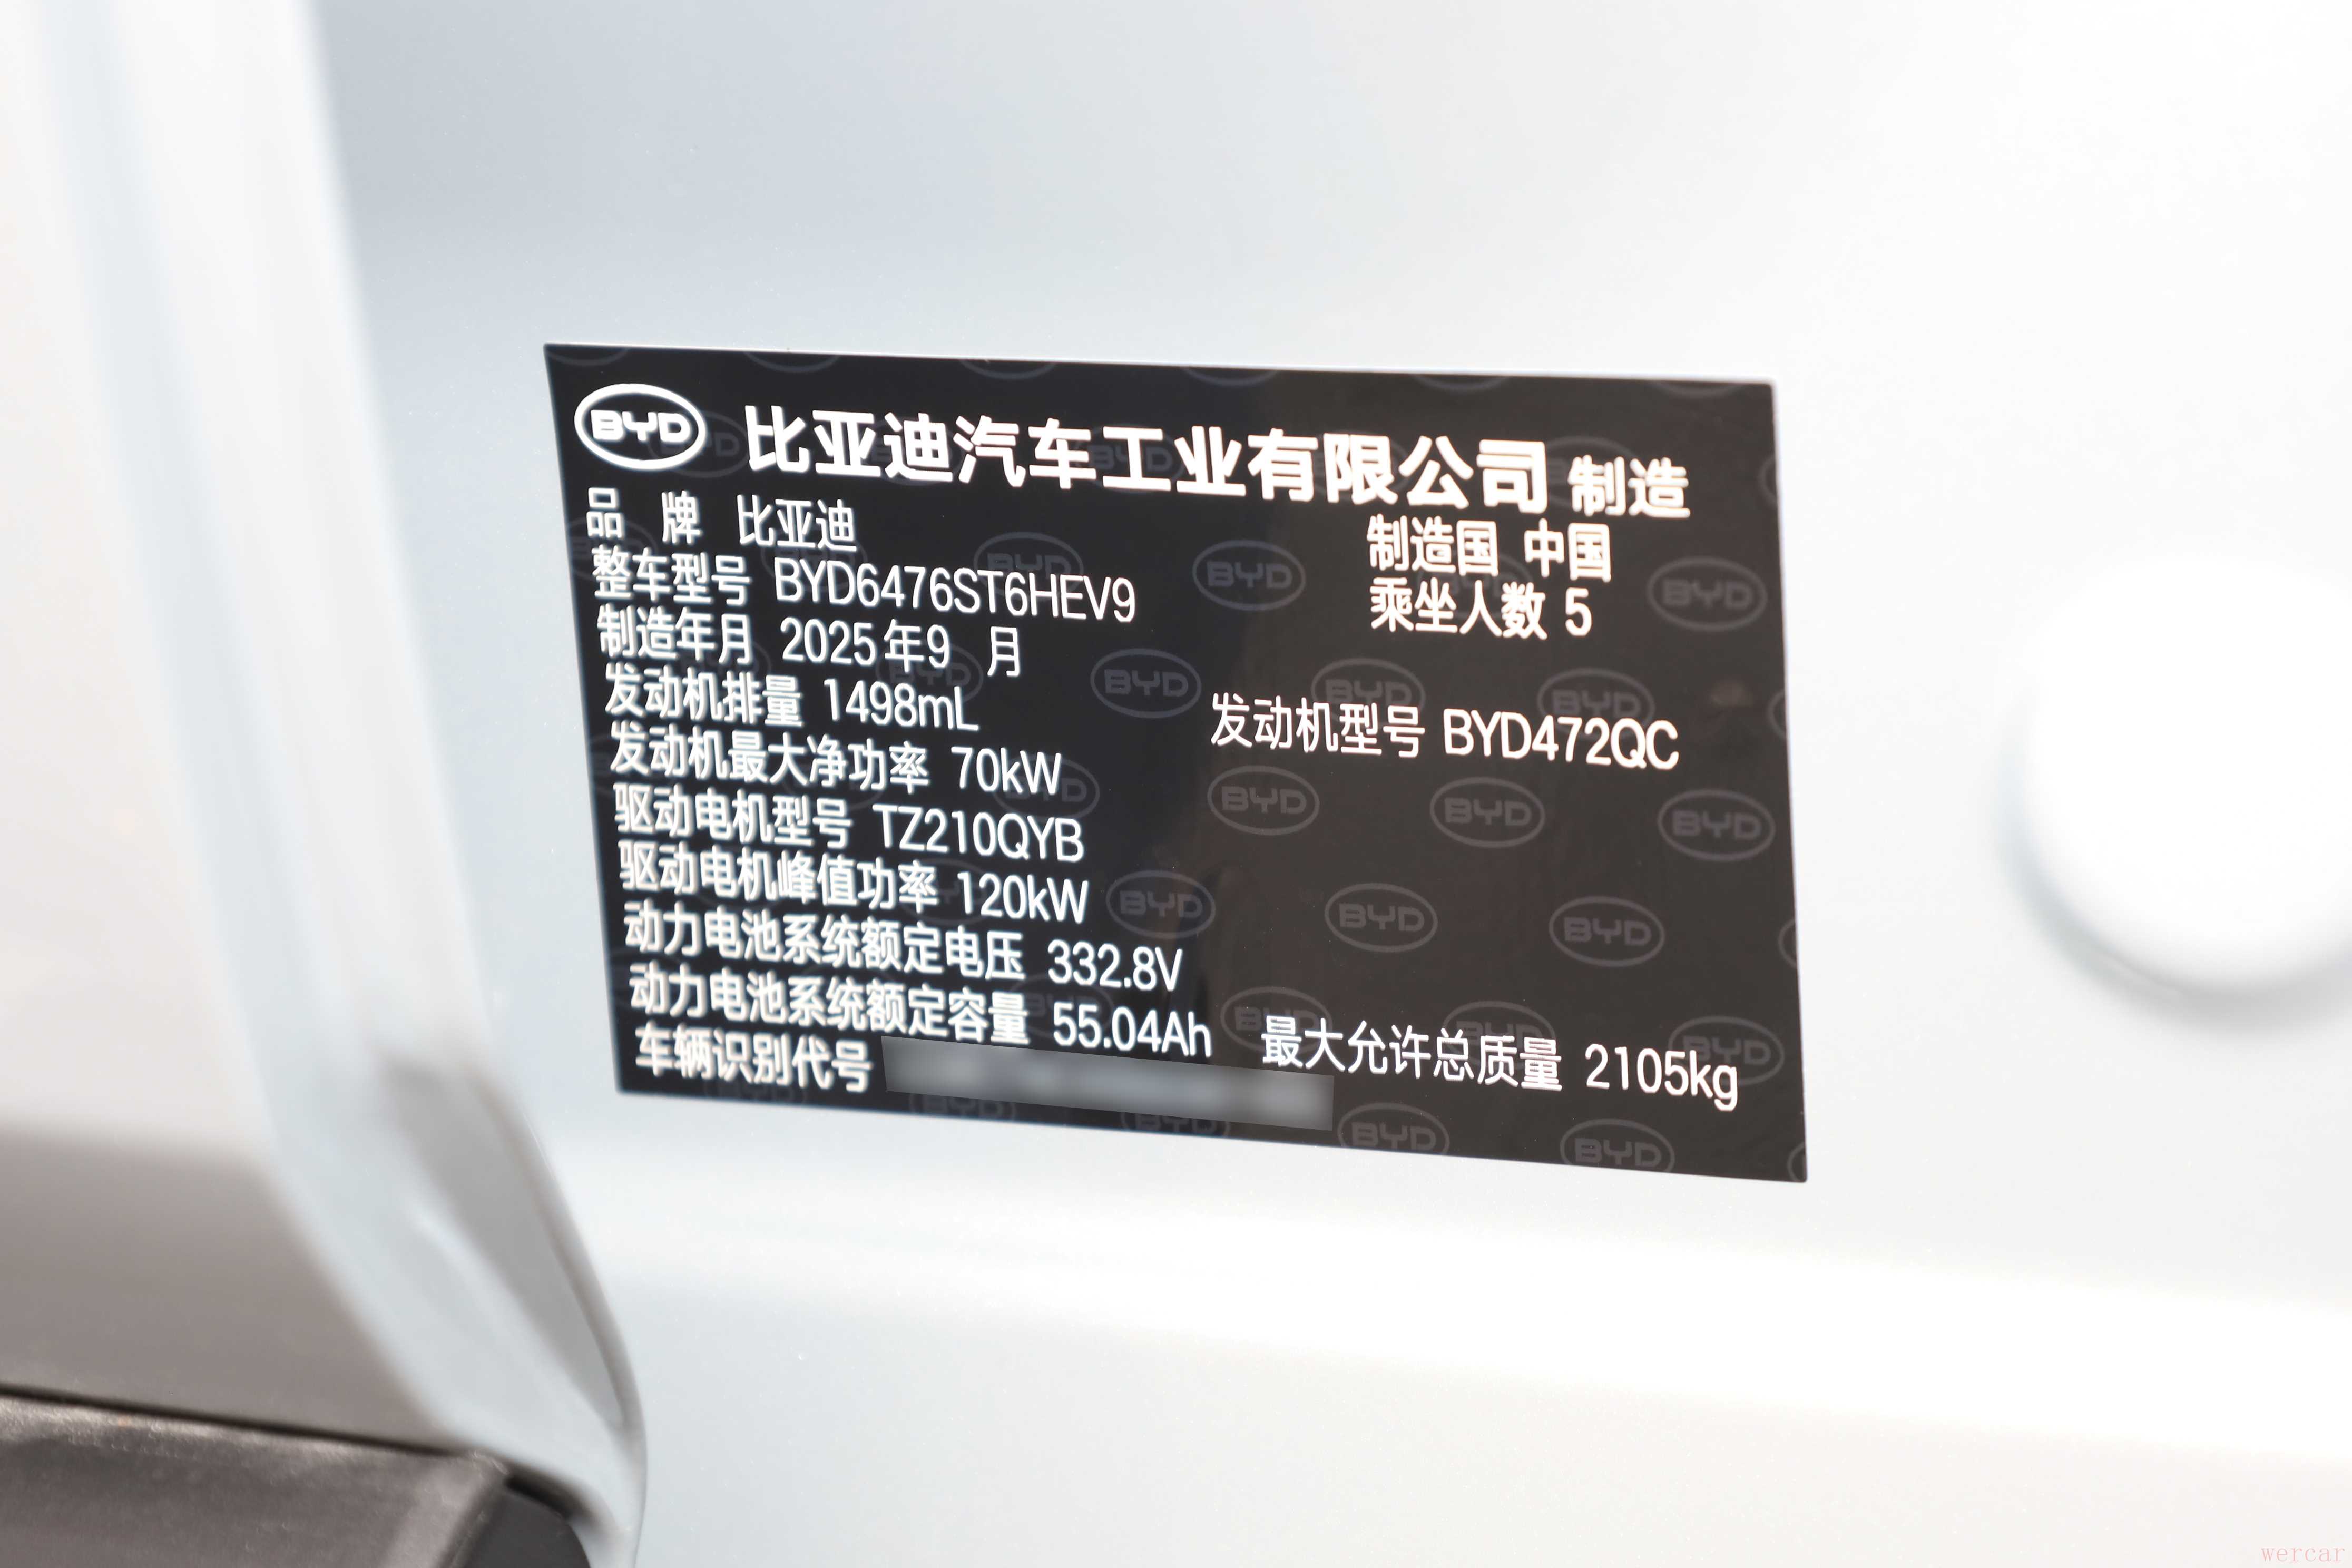 BYD 比亚迪汽车工业有限公司 制造
品 牌 比亚迪 制造国 中国
整车型号 BYD6476ST6HEV9 乘坐人数 5
制造年月 2025年9 月
发动机排量 1498mL 发动机型号 BYD472QC
发动机最大净功率 70kW
驱动电机型号 TZ210QYB
驱动电机峰值功率 120kW
动力电池系统额定电压 332.8V
动力电池系统额定容量 55.04Ah 最大允许总质量 2105kg
车辆识别代号
wercar